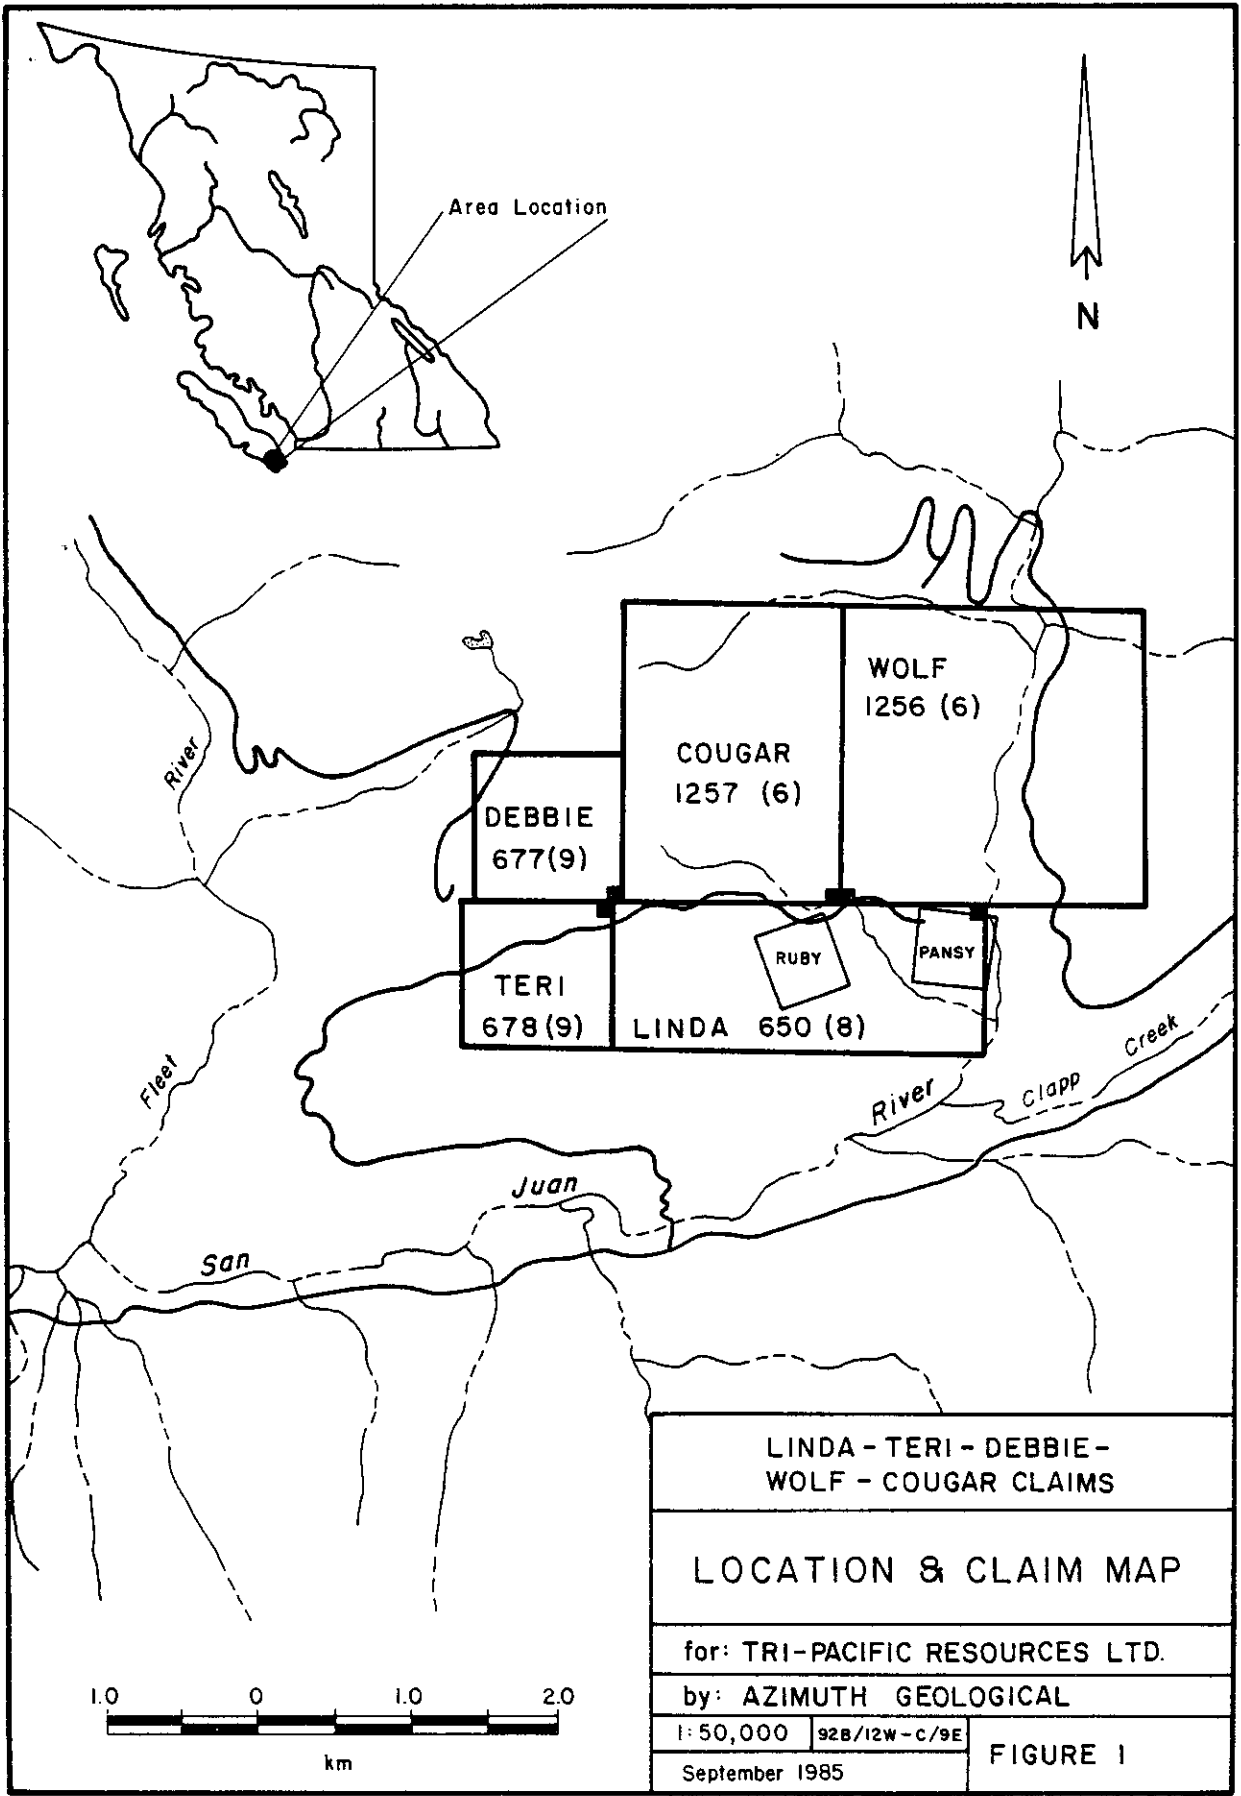 Area Location
N
WOLF
1256 (6)
COUGAR
1257 (6)
River
DEBBIE
677(9)
RUBY
PANSY
TERI
678(9)
LINDA 650 (8)
Fleet
River
Clapp
Creek
Juan
San
LINDA - TERI - DEBBIE -
WOLF - COUGAR CLAIMS
LOCATION & CLAIM MAP
for: TRI-PACIFIC RESOURCES LTD.
by: AZIMUTH GEOLOGICAL
1:50,000
92B/12W-C/9E
September 1985
FIGURE 1
1.0 0 1.0 2.0
km